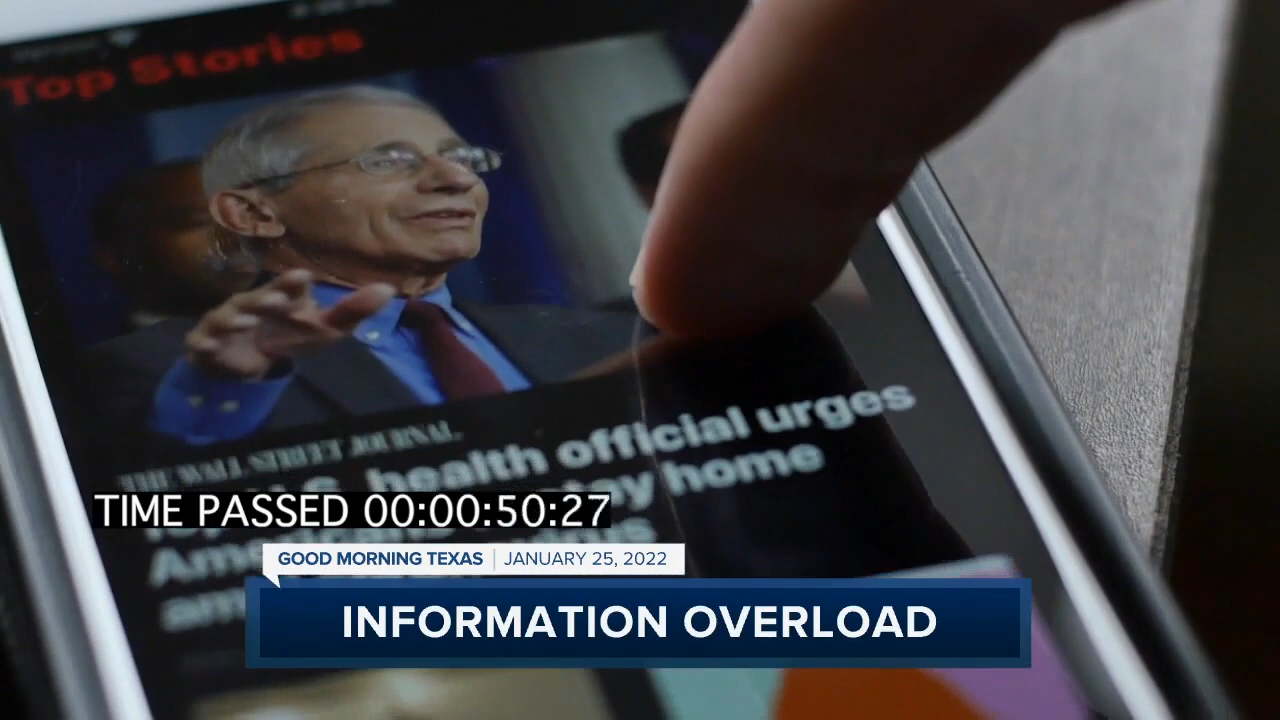 Top Stories
THE WALL STREET JOURNAL.
U.S. health official urges
stay home
TIME PASSED 00:00:50:27
GOOD MORNING TEXAS | JANUARY 25, 2022
INFORMATION OVERLOAD